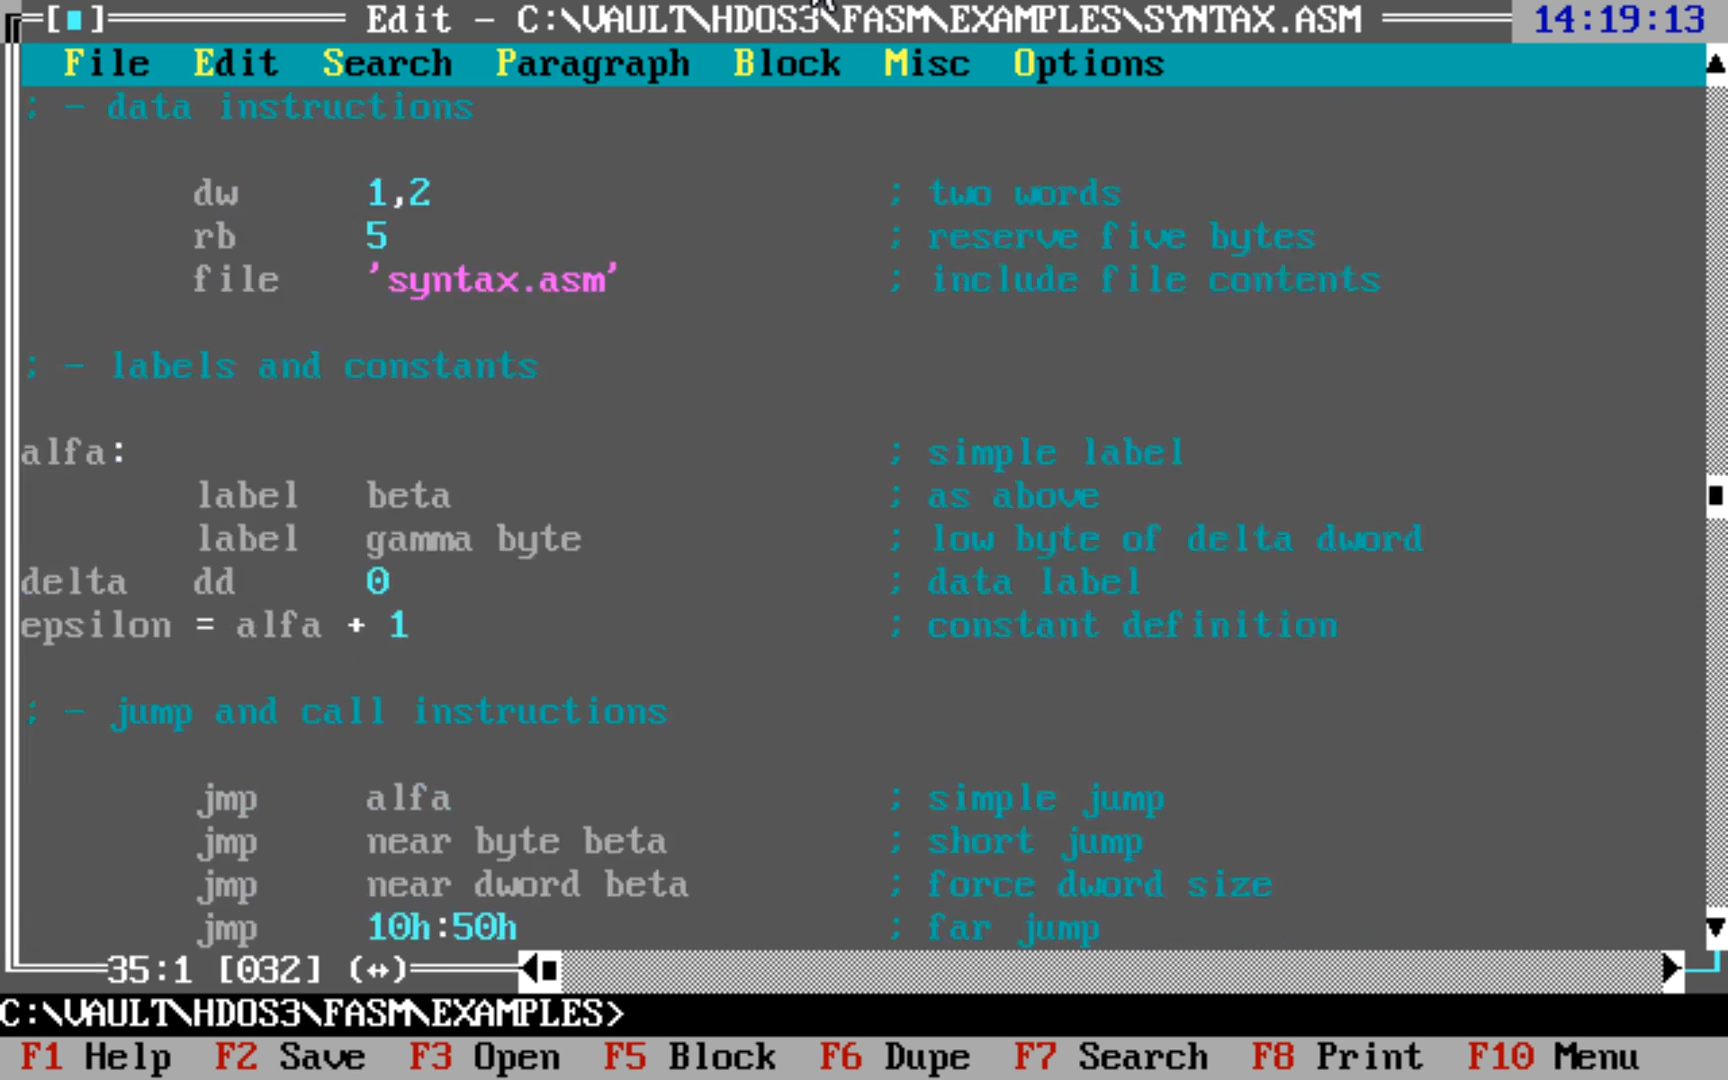 [■] Edit - C:\VAULT\HDOS3\FASM\EXAMPLES\SYNTAX.ASM 14:19:13
File Edit Search Paragraph Block Misc Options
; - data instructions
dw 1,2 ; two words
rb 5 ; reserve five bytes
file 'syntax.asm' ; include file contents
; - labels and constants
alfa: ; simple label
label beta ; as above
label gamma byte ; low byte of delta dword
delta dd 0 ; data label
epsilon = alfa + 1 ; constant definition
; - jump and call instructions
jmp alfa ; simple jump
jmp near byte beta ; short jump
jmp near dword beta ; force dword size
jmp 10h:50h ; far jump
35:1 [032] (↔)
C:\VAULT\HDOS3\FASM\EXAMPLES>
F1 Help F2 Save F3 Open F5 Block F6 Dupe F7 Search F8 Print F10 Menu